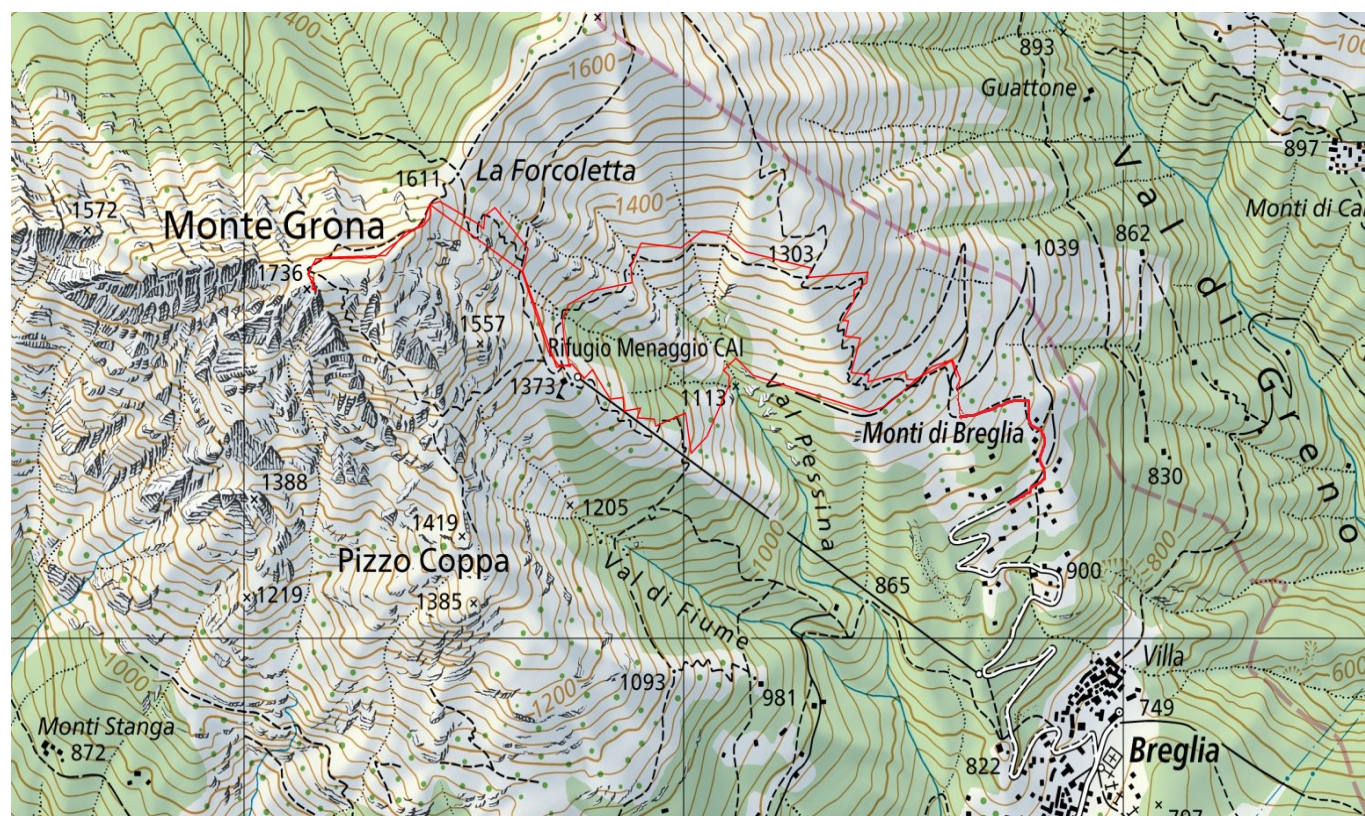 1400
1600
893
Guattone
100
La Forcoletta
1611
897
1572
Monte Grona
1400
Monti di Ca
1303
1039
862
1736
Val di Greno
1557
Rifugio Menaggio CAI
1373
1113
Val Pessina
Monti di Breglia
830
1388
1205
1419
Pizzo Coppa
1000
900
800
Val di Fiume
1219
1385
865
Villa
600
1000
1093
981
1200
749
Monti Stanga
872
822
Breglia
797